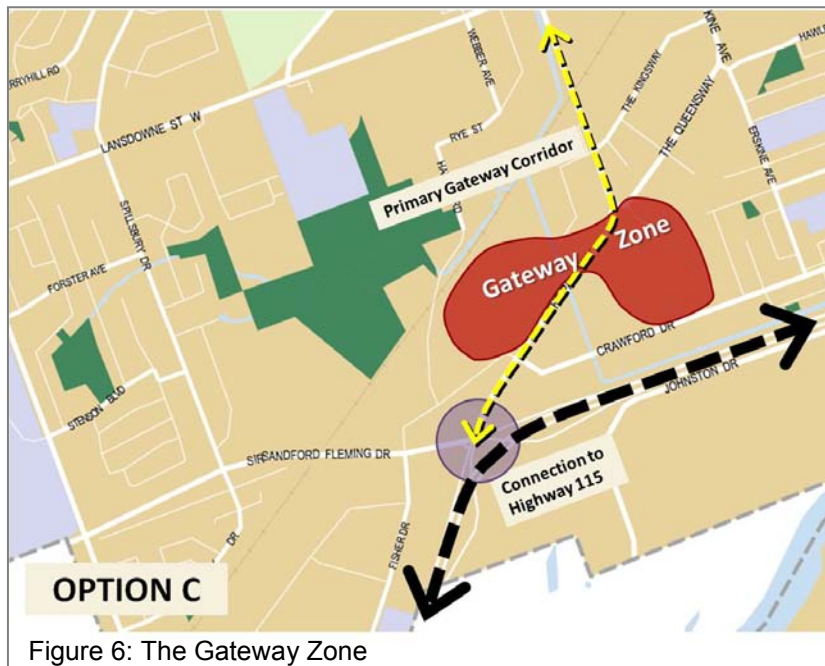 RRYHILL RD
LANSDOWNE ST W
WEBBER AVE
KINE AVE
HAWLE
THE KINGSWAY
THE QUEENSWAY
RYE ST
ERSKINE AVE
Primary Gateway Corridor
SPILLSBURY DR
FORSTER AVE
Gateway Zone
CRAWFORD DR
JOHNSTON DR
STENSON BLVD
SIR SANDFORD FLEMING DR
Connection to
Highway 115
FISHER DR
DR
OPTION C
Figure 6: The Gateway Zone